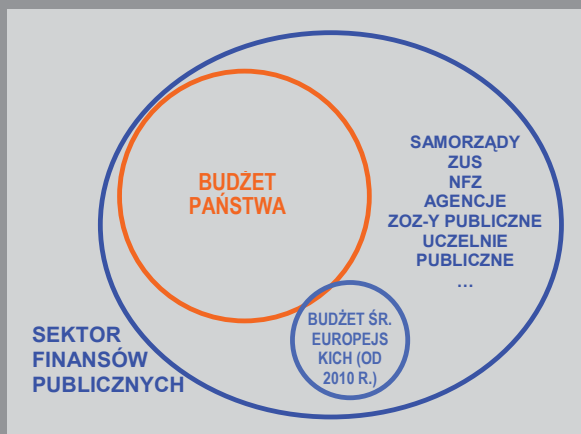 BUDŻET
PAŃSTWA
SAMORZĄDY
ZUS
NFZ
AGENCJE
ZOZ-Y PUBLICZNE
UCZELNIE
PUBLICZNE
…
BUDŻET ŚR.
EUROPEJS
KICH (OD
2010 R.)
SEKTOR
FINANSÓW
PUBLICZNYCH